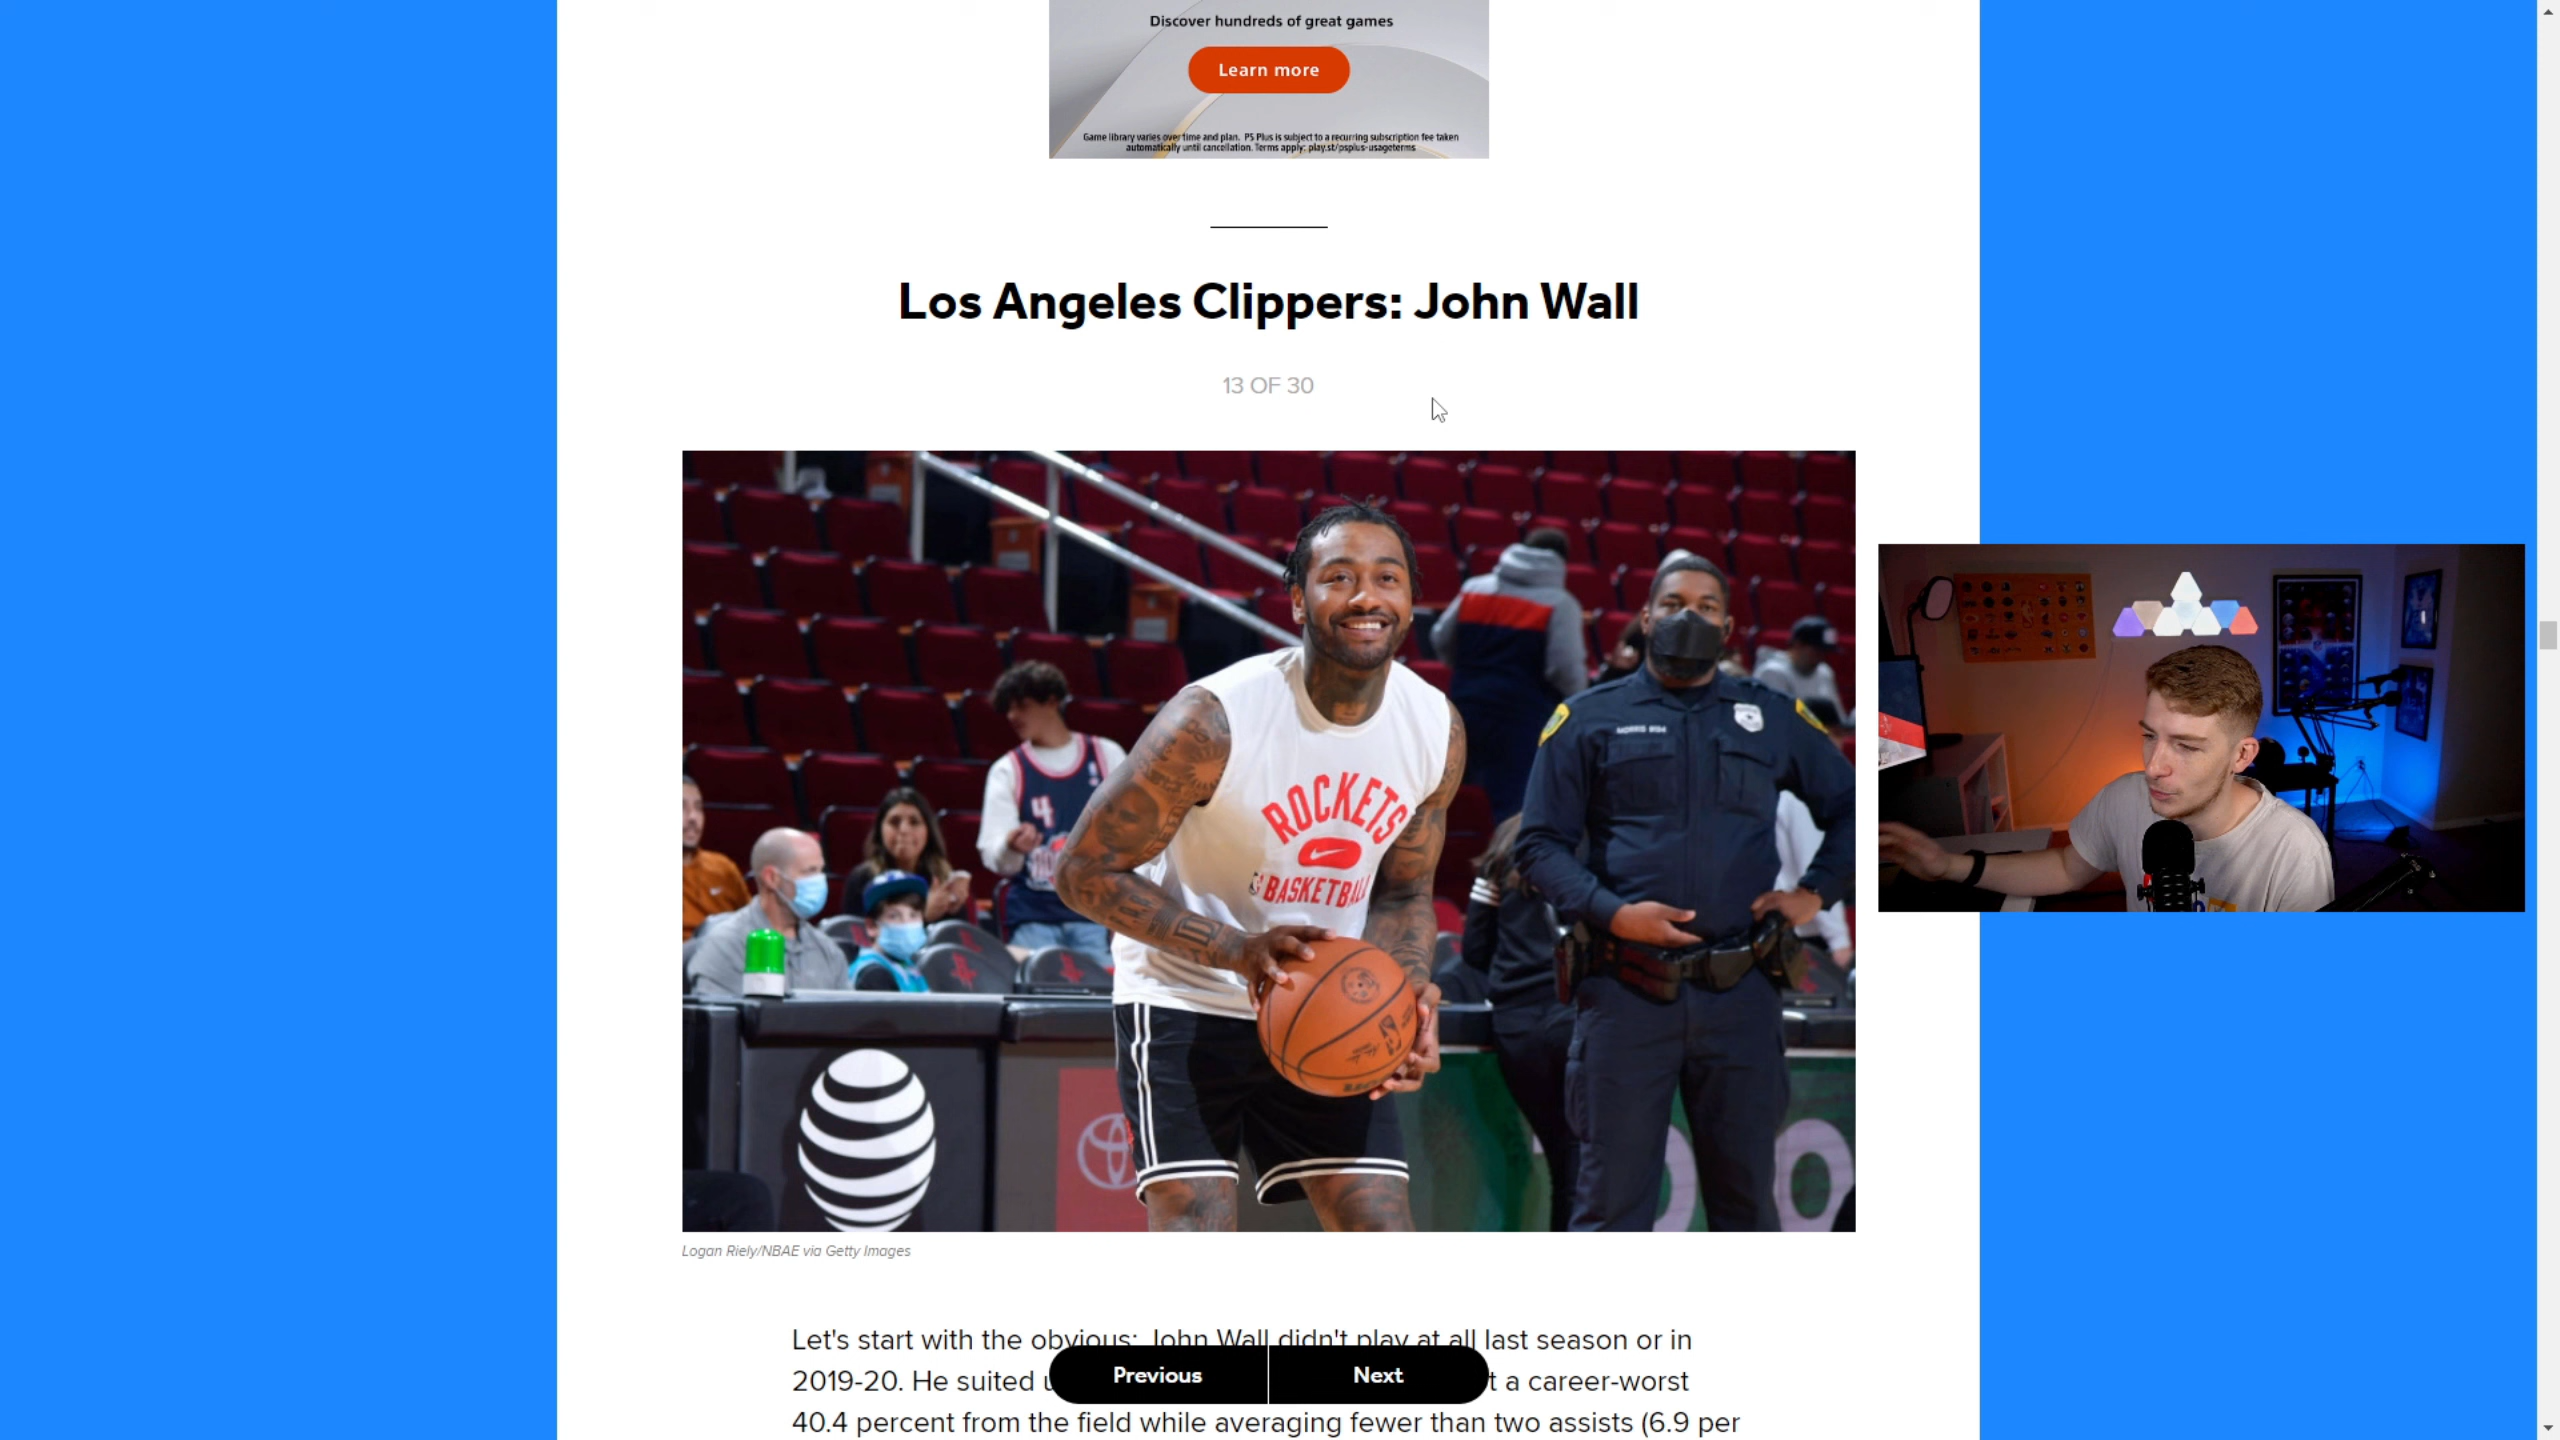 Discover hundreds of great games
Learn more
Game library varies over time and plan. PS Plus is subject to a recurring subscription fee taken
automatically until cancellation. Terms apply: play.st/psplus-usageterms
Los Angeles Clippers: John Wall
13 OF 30
4
MORRIS
ROCKETS
BASKETBALL
Logan Riely/NBAE via Getty Images
Let's start with the obvious: John Wall didn't play at all last season or in
2019-20. He suited
a career-worst
40.4 percent from the field while averaging fewer than two assists (6.9 per
Previous
Next